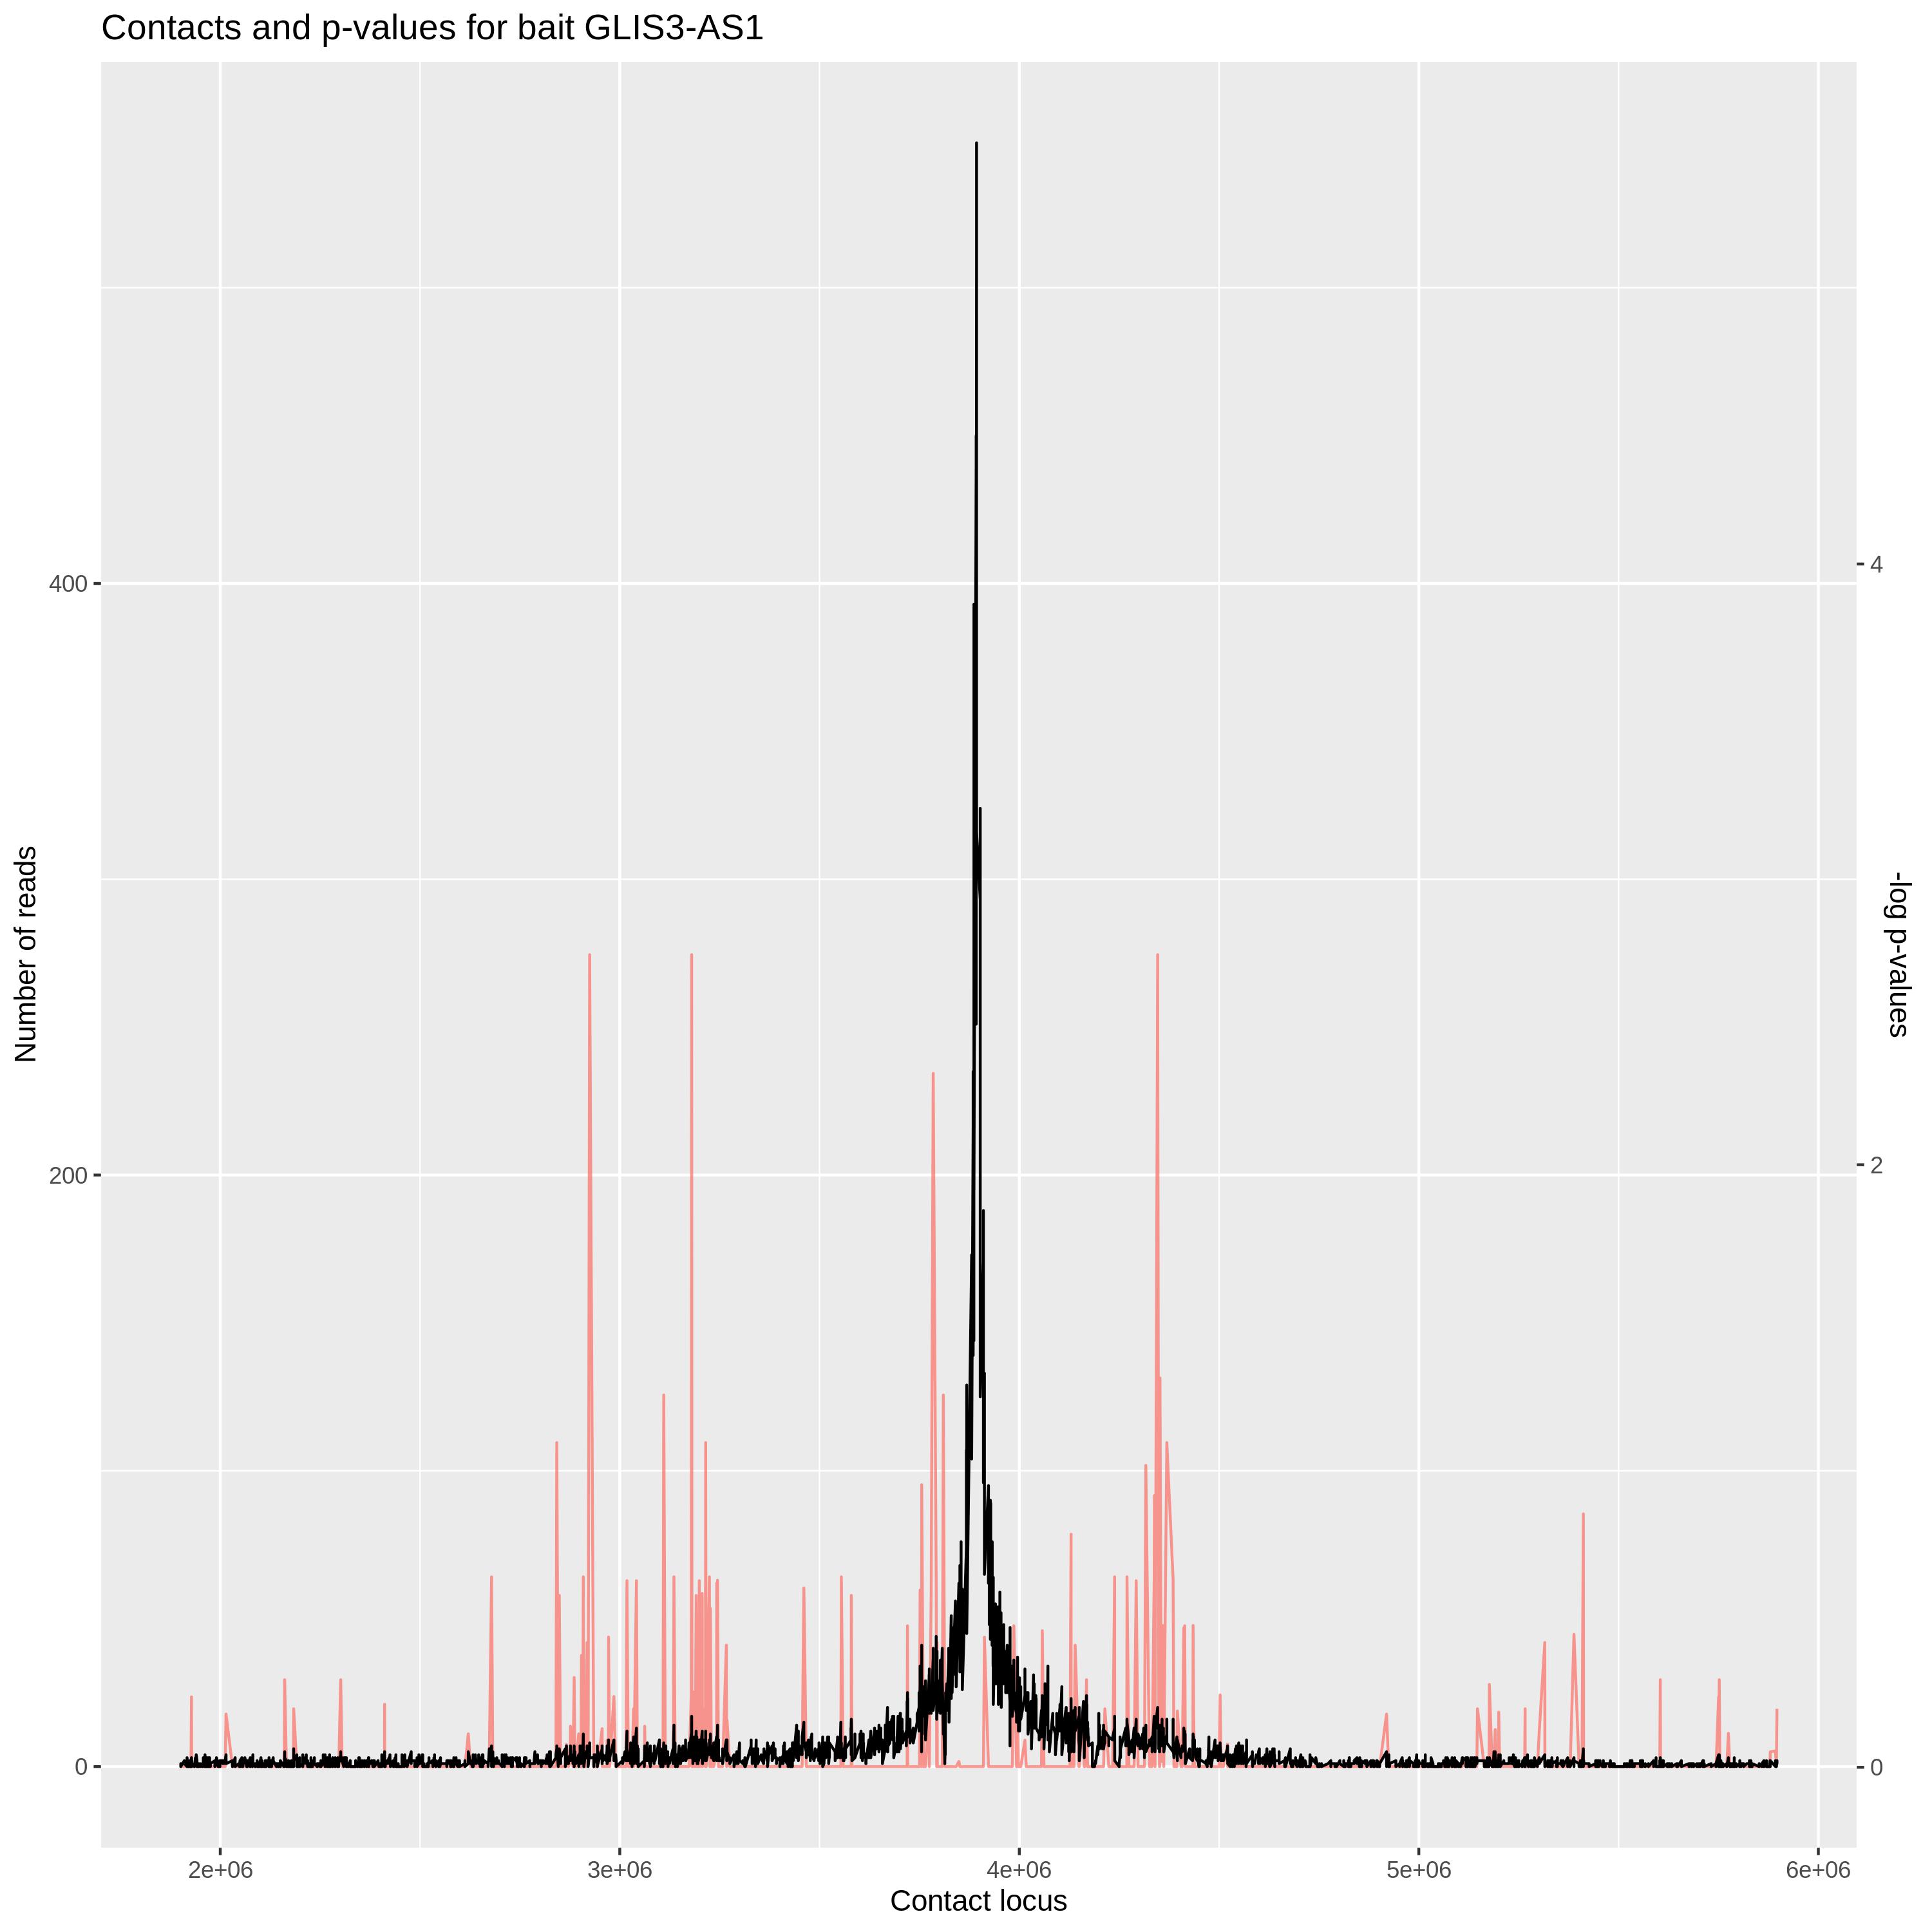 Contacts and p-values for bait GLIS3-AS1
Number of reads
400
200
0
4
2
0
-log p-values
2e+06
3e+06
4e+06
5e+06
6e+06
Contact locus